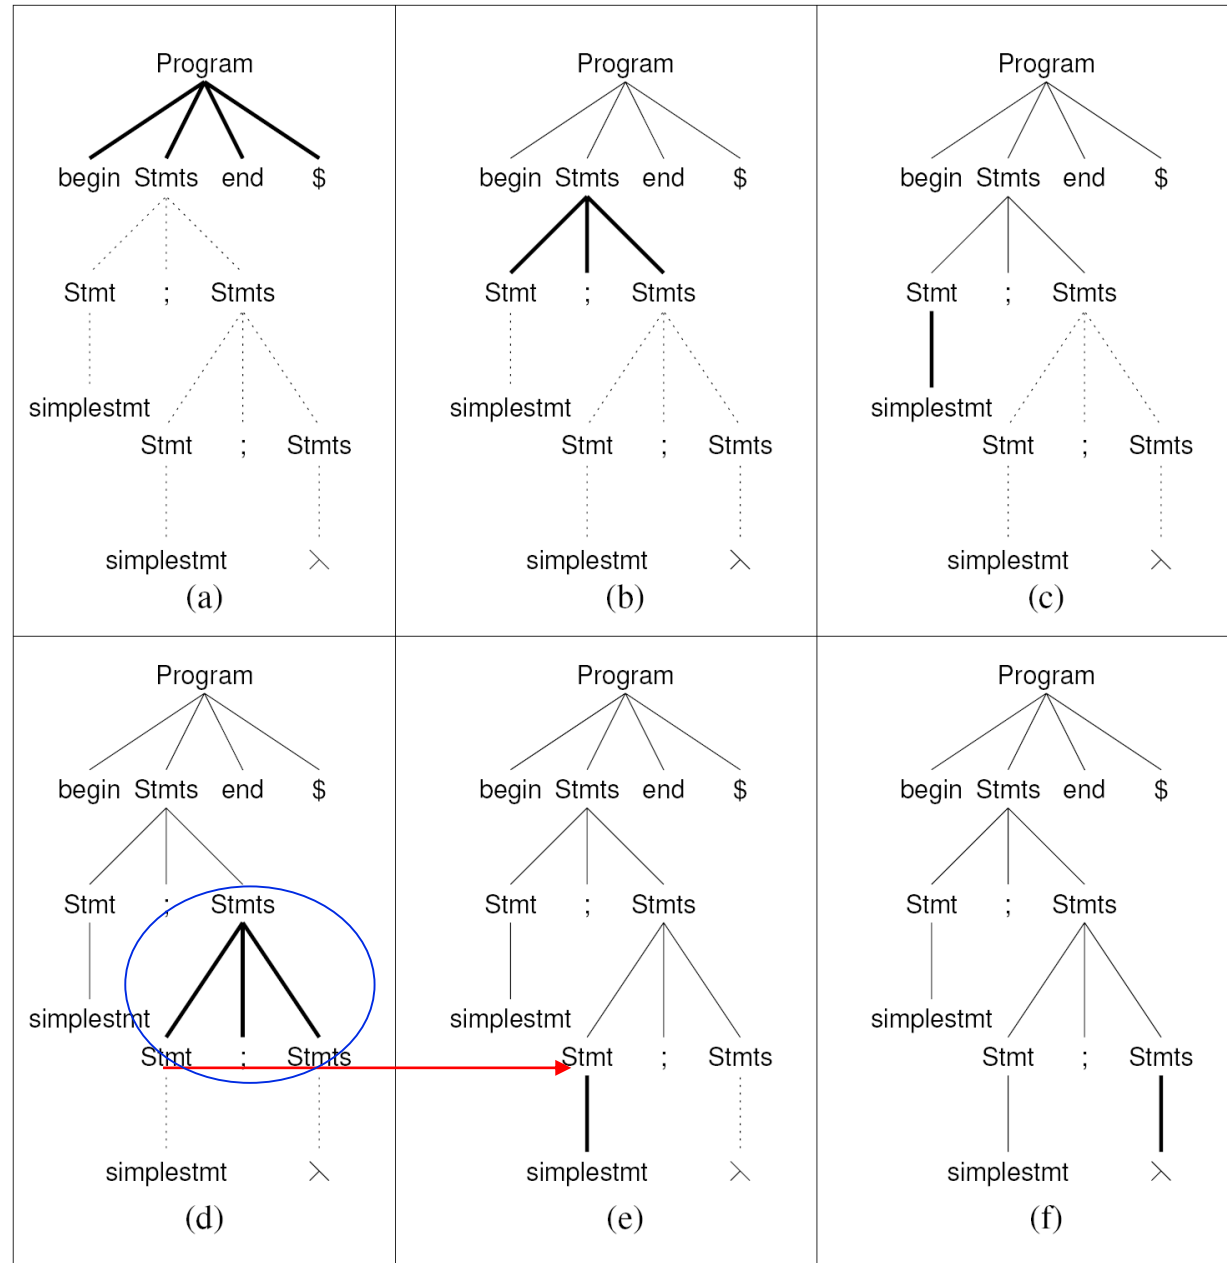 Program Program Program
begin Stmts end $ begin Stmts end $ begin Stmts end $
Stmt ; Stmts Stmt ; Stmts Stmt ; Stmts
simplestmt simplestmt simplestmt
Stmt ; Stmts Stmt ; Stmts Stmt ; Stmts
simplestmt λ simplestmt λ simplestmt λ
(a) (b) (c)
Program Program Program
begin Stmts end $ begin Stmts end $ begin Stmts end $
Stmt ; Stmts Stmt ; Stmts Stmt ; Stmts
simplestmt simplestmt simplestmt
Stmt ; Stmts Stmt ; Stmts Stmt ; Stmts
simplestmt λ simplestmt λ simplestmt λ
(d) (e) (f)